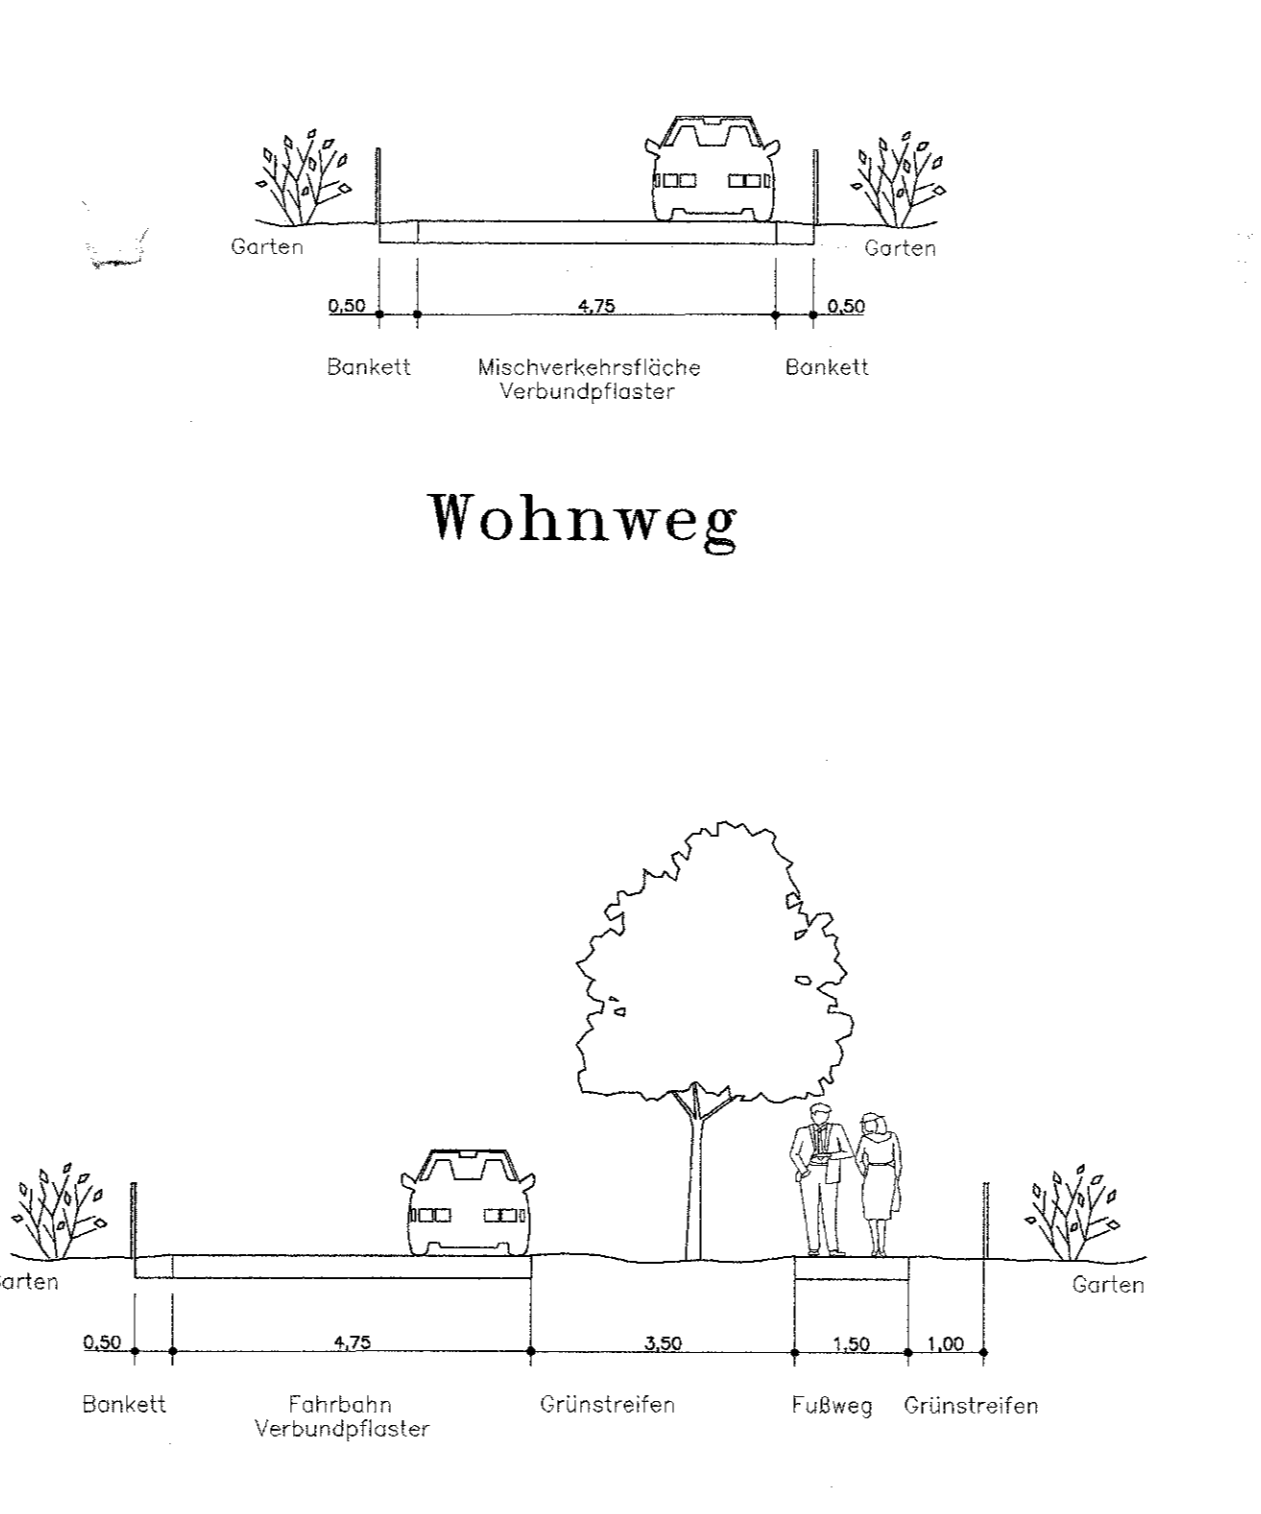 Garten
Garten
0,50
4,75
0,50
Bankett
Mischverkehrsfläche
Verbundpflaster
Bankett
Wohnweg
arten
Garten
0,50
4,75
3,50
1,50
1,00
Bankett
Fahrbahn
Verbundpflaster
Grünstreifen
Fußweg
Grünstreifen